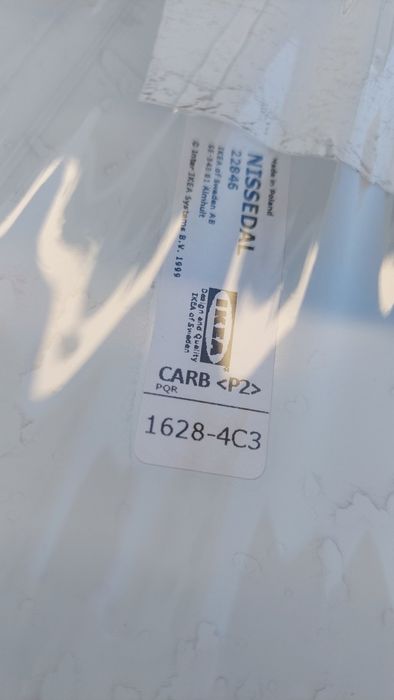 Made in Poland
NISSEDAL
22846
IKEA of Sweden AB
SE-343 81 Älmhult
© Inter IKEA Systems B.V. 1999
IKEA
Design and Quality
IKEA of Sweden
CARB <P2>
PQR
1628-4C3